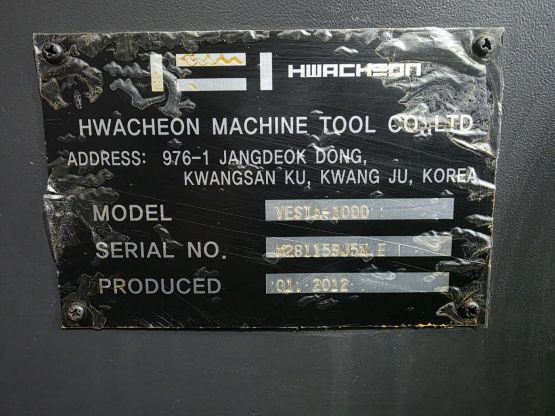 HWACHEON
HWACHEON MACHINE TOOL CO.,LTD
ADDRESS: 976-1 JANGDEOK DONG,
KWANGSAN KU, KWANG JU, KOREA
MODEL VESTA-1000
SERIAL NO.
PRODUCED 01. 2012